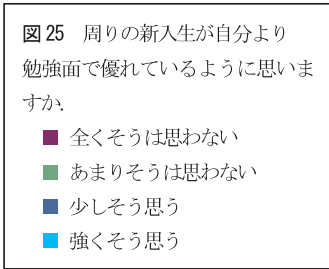 図25　周りの新入生が自分より
勉強面で優れているように思いま
すか.
全くそうは思わない
あまりそうは思わない
少しそう思う
強くそう思う